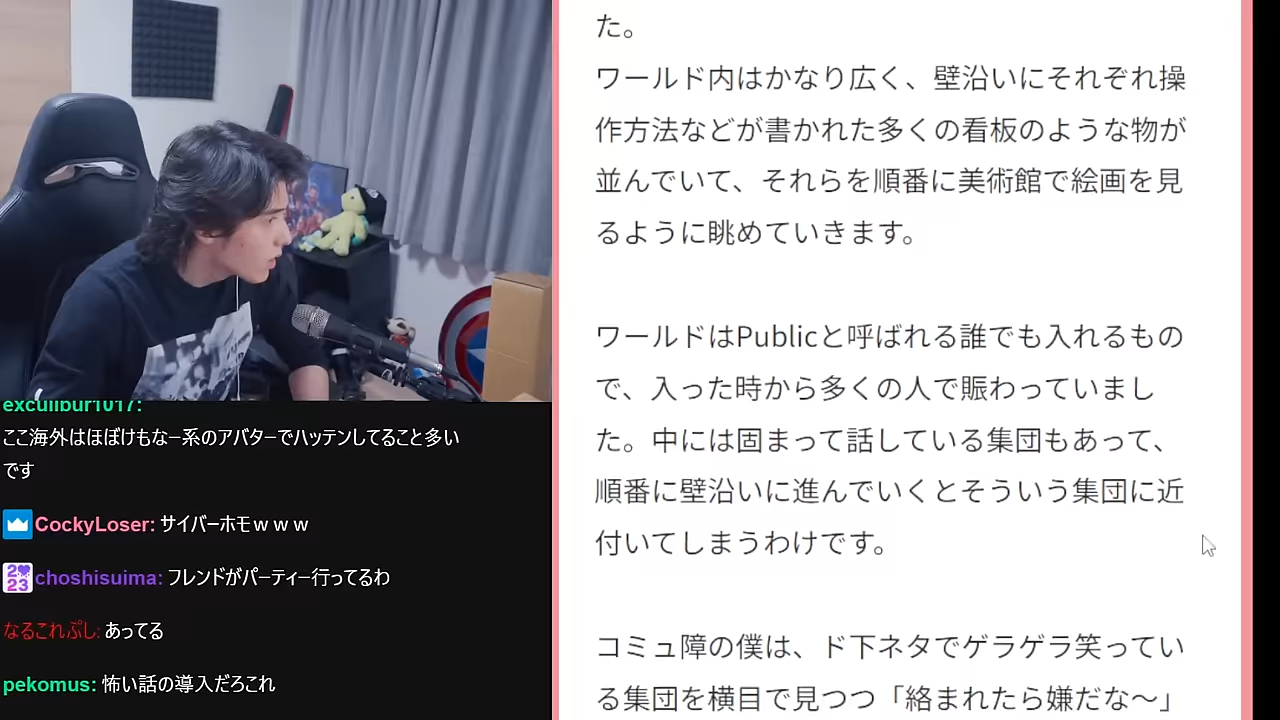 た。
ワールド内はかなり広く、壁沿いにそれぞれ操
作方法などが書かれた多くの看板のような物が
並んでいて、それらを順番に美術館で絵画を見
るように眺めていきます。
ワールドはPublicと呼ばれる誰でも入れるもの
で、入った時から多くの人で賑わっていまし
た。中には固まって話している集団もあって、
順番に壁沿いに進んでいくとそういう集団に近
付いてしまうわけです。
コミュ障の僕は、ド下ネタでゲラゲラ笑ってい
る集団を横目で見つつ「絡まれたら嫌だな〜」
exculibur1017:
ここ海外はほぼけもなー系のアバターでハッテンしてること多い
です
CockyLoser: サイバーホモｗｗｗ
2023 choshisuima: フレンドがパーティー行ってるわ
なるこれぷし: あってる
pekomus: 怖い話の導入だろこれ